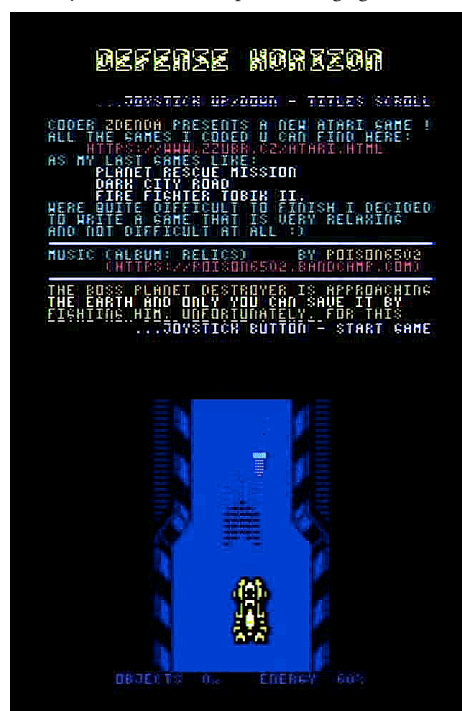 DEFENSE HORIZON
...JOYSTICK UP/DOWN - TITLES SCROLL
CODER ZDENDA PRESENTS A NEW ATARI GAME !
ALL THE GAMES I CODED U CAN FIND HERE:
HTTPS://WWW.ZZUBR.CZ/ATARI.HTML
AS MY LAST GAMES LIKE:
PLANET RESCUE MISSION
DARK CITY ROAD
FIRE FIGHTER TOBIK II.
WERE QUITE DIFFICULT TO FINISH I DECIDED
TO WRITE A GAME THAT IS VERY RELAXING
AND NOT DIFFICULT AT ALL :)
MUSIC (ALBUM: RELICS) BY POISON6502
(HTTPS://POISON6502.BANDCAMP.COM)
THE BOSS PLANET DESTROYER IS APPROACHING
THE EARTH AND ONLY YOU CAN SAVE IT BY
FIGHTING HIM. UNFORTUNATELY, FOR THIS
...JOYSTICK BUTTON - START GAME
OBJECTS 0% ENERGY 60%